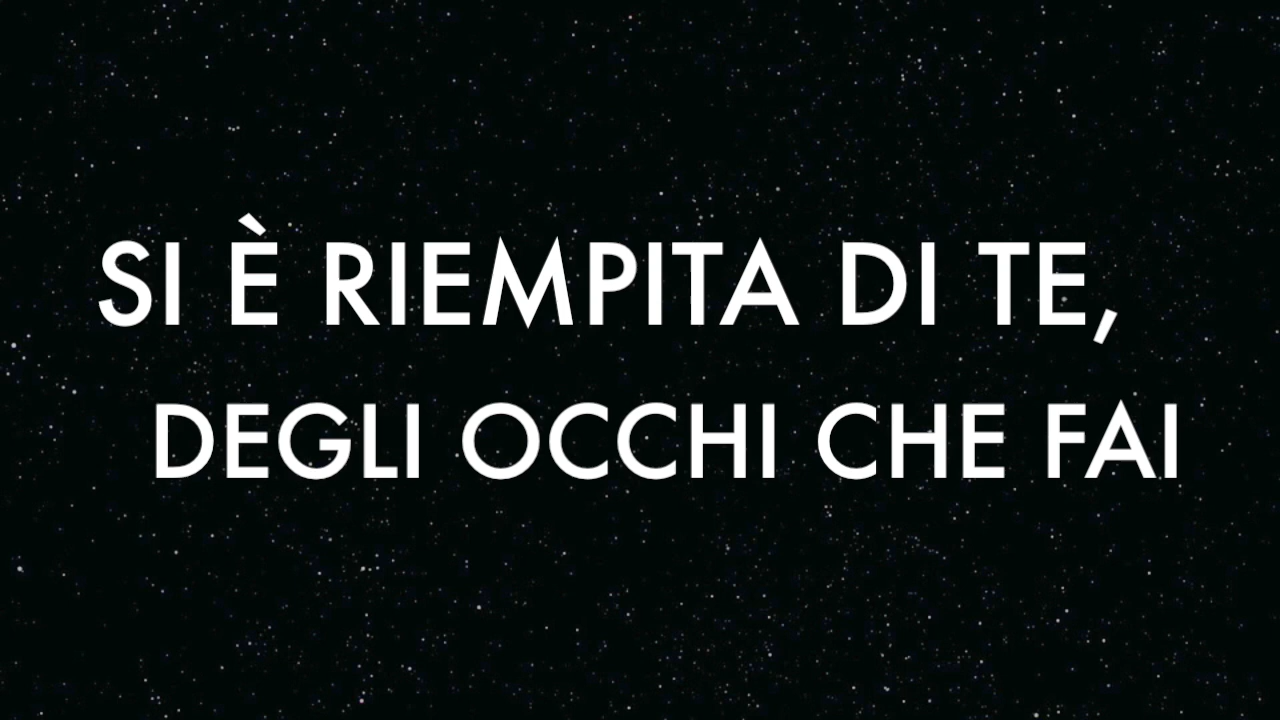 SI È RIEMPITA DI TE,
DEGLI OCCHI CHE FAI